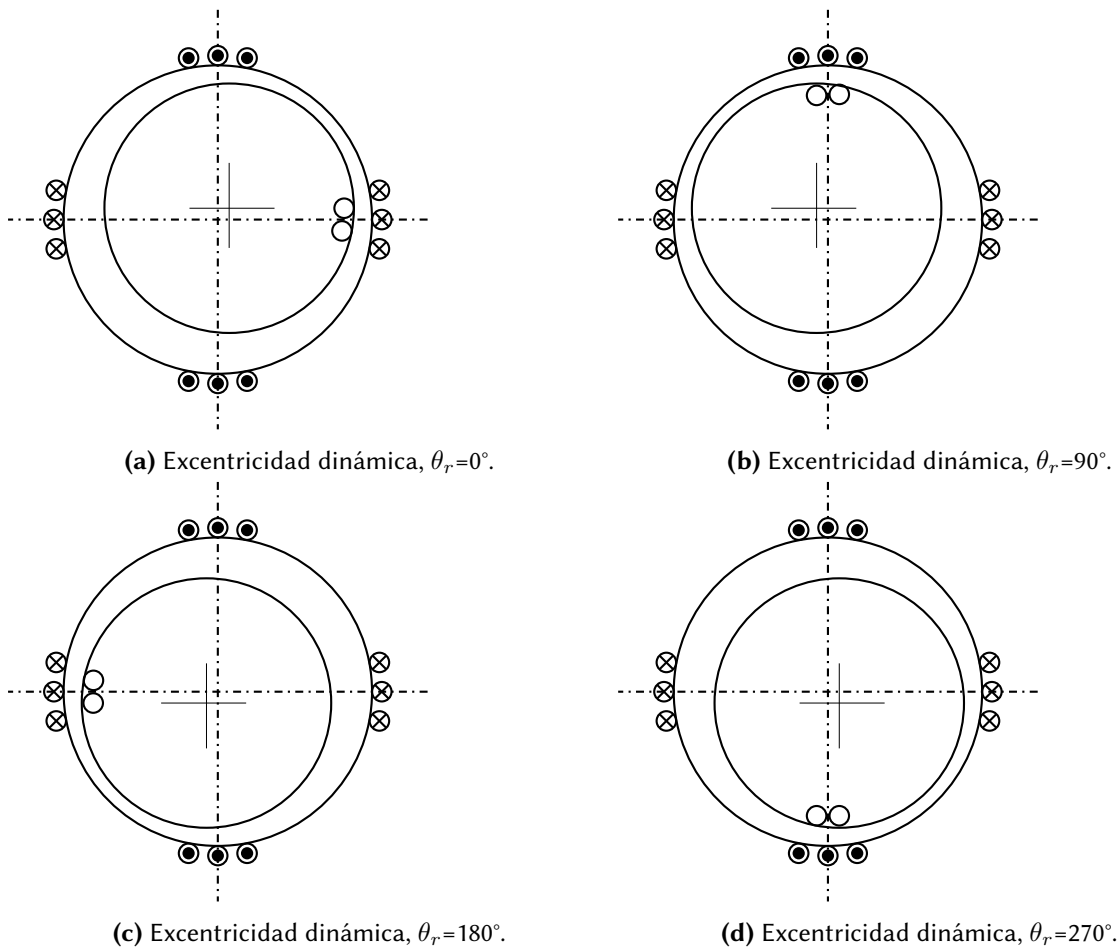 (a) Excentricidad dinámica, θr=0°.
(b) Excentricidad dinámica, θr=90°.
(c) Excentricidad dinámica, θr=180°.
(d) Excentricidad dinámica, θr=270°.